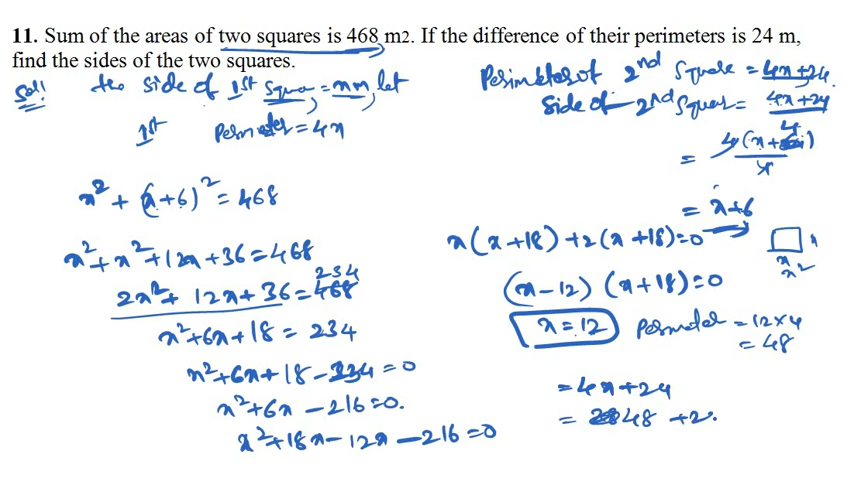 11. Sum of the areas of two squares is 468 m2. If the difference of their perimeters is 24 m,
find the sides of the two squares.
Sol: the side of 1st Square = x m, let
1st Perimeter = 4x
x² + (x+6)² = 468
x² + x² + 12x + 36 = 468
234
2x² + 12x + 36 = 468
x² + 6x + 18 = 234
x² + 6x + 18 - 234 = 0
x² + 6x - 216 = 0.
x² + 18x - 12x - 216 = 0
Perimeter of 2nd Square = 4x+24
Side of 2nd Square = 4x+24
4
= 4(x+6)
4
= x+6
x(x+18) +2(x+18)=0
x
x²
(x-12) (x+18)=0
x=12 Perimeter = 12×4
= 48
= 4x+24
= 48 +2